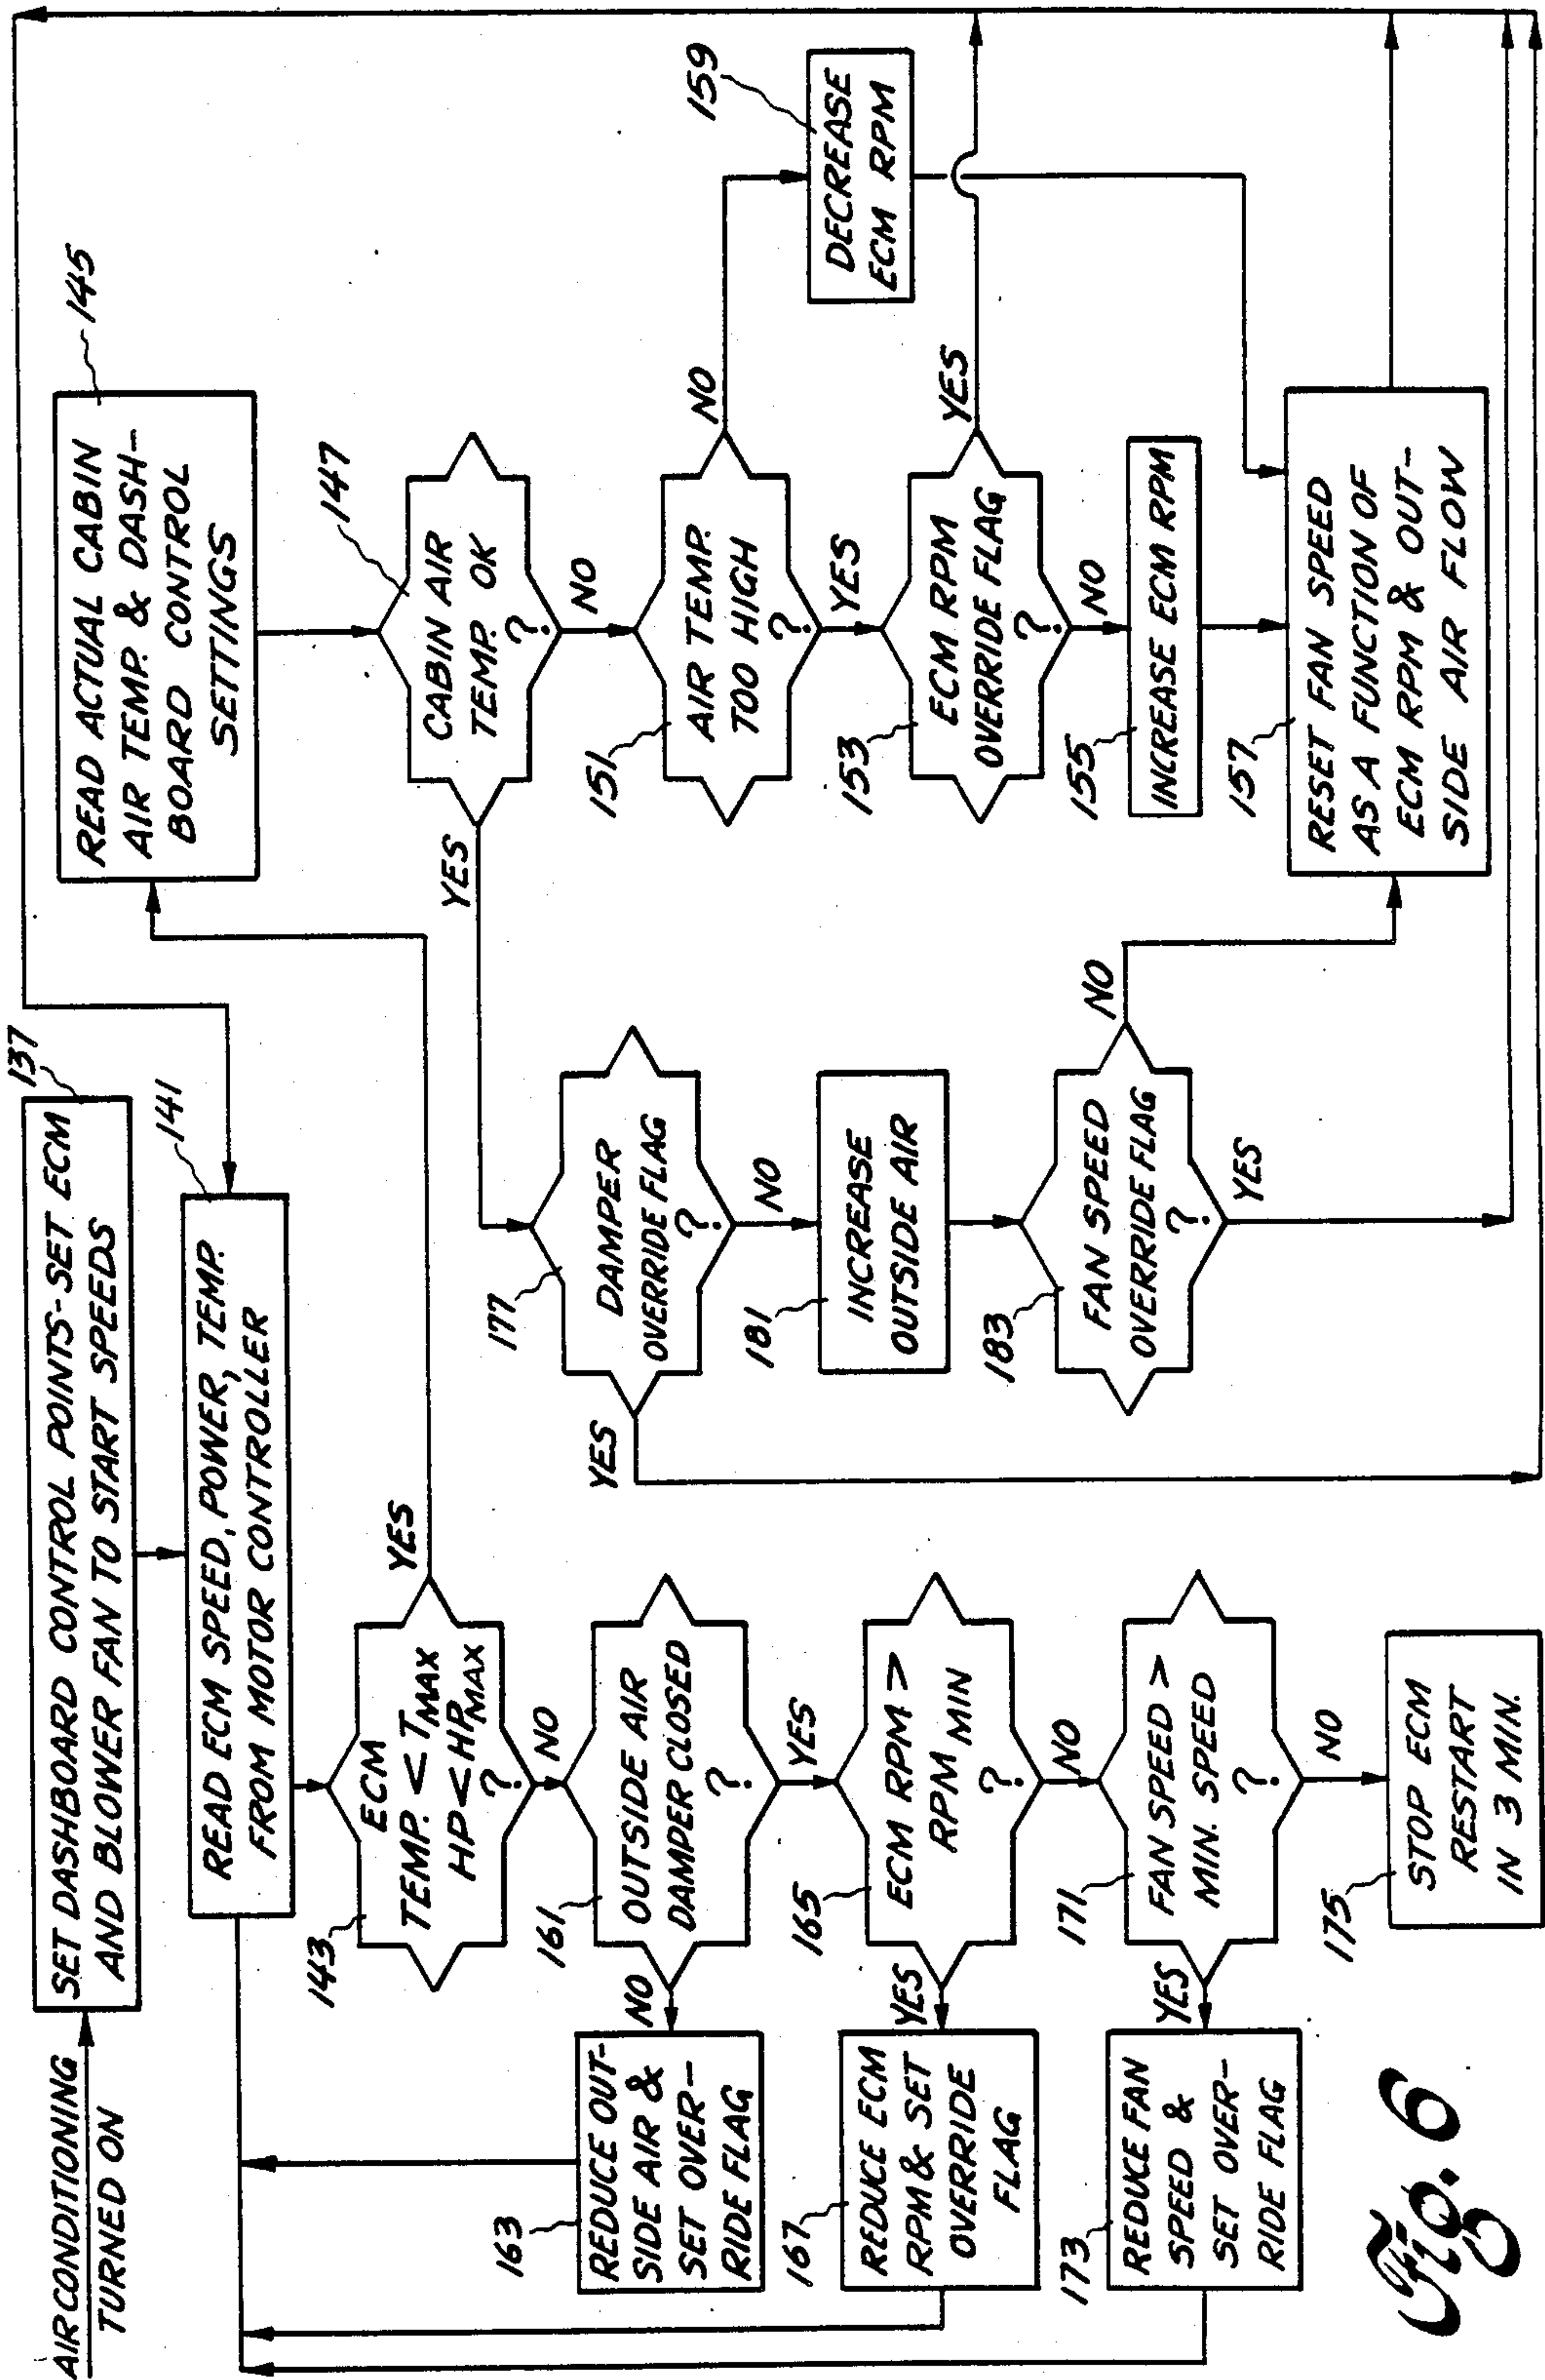 AIRCONDITIONING
TURNED ON
SET DASHBOARD CONTROL POINTS-SET ECM
AND BLOWER FAN TO START SPEEDS
137
READ ECM SPEED, POWER, TEMP.
FROM MOTOR CONTROLLER
141
143
ECM
TEMP. < TMAX
HP < HPMAX
?
YES
NO
161
OUTSIDE AIR
DAMPER CLOSED
?
NO
YES
163
REDUCE OUT-
SIDE AIR &
SET OVER-
RIDE FLAG
165
ECM RPM >
RPM MIN
?
YES
NO
167
REDUCE ECM
RPM & SET
OVERRIDE
FLAG
171
FAN SPEED >
MIN. SPEED
?
YES
NO
173
REDUCE FAN
SPEED &
SET OVER-
RIDE FLAG
175
STOP ECM
RESTART
IN 3 MIN.
145
READ ACTUAL CABIN
AIR TEMP. & DASH-
BOARD CONTROL
SETTINGS
147
CABIN AIR
TEMP. OK
?
YES
NO
177
DAMPER
OVERRIDE FLAG
?
YES
NO
181
INCREASE
OUTSIDE AIR
183
FAN SPEED
OVERRIDE FLAG
?
NO
YES
151
AIR TEMP.
TOO HIGH
?
NO
YES
159
DECREASE
ECM RPM
153
ECM RPM
OVERRIDE FLAG
?
YES
NO
155
INCREASE ECM RPM
157
RESET FAN SPEED
AS A FUNCTION OF
ECM RPM & OUT-
SIDE AIR FLOW
Fig. 6